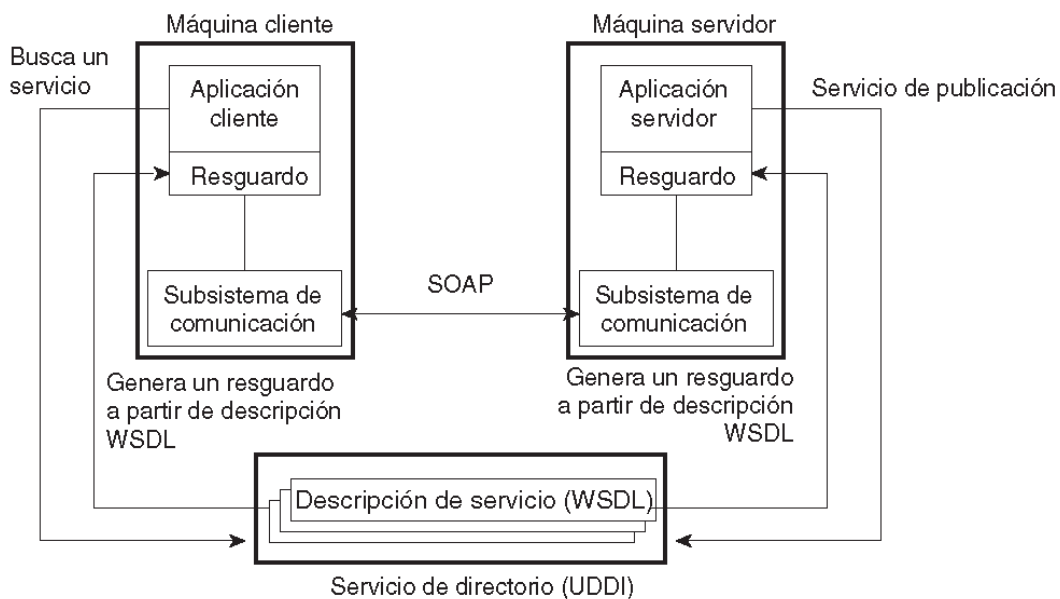 Máquina cliente
Máquina servidor
Busca un
servicio
Aplicación
cliente
Resguardo
Aplicación
servidor
Resguardo
Servicio de publicación
SOAP
Subsistema de
comunicación
Subsistema de
comunicación
Genera un resguardo
a partir de descripción
WSDL
Genera un resguardo
a partir de descripción
WSDL
Descripción de servicio (WSDL)
Servicio de directorio (UDDI)